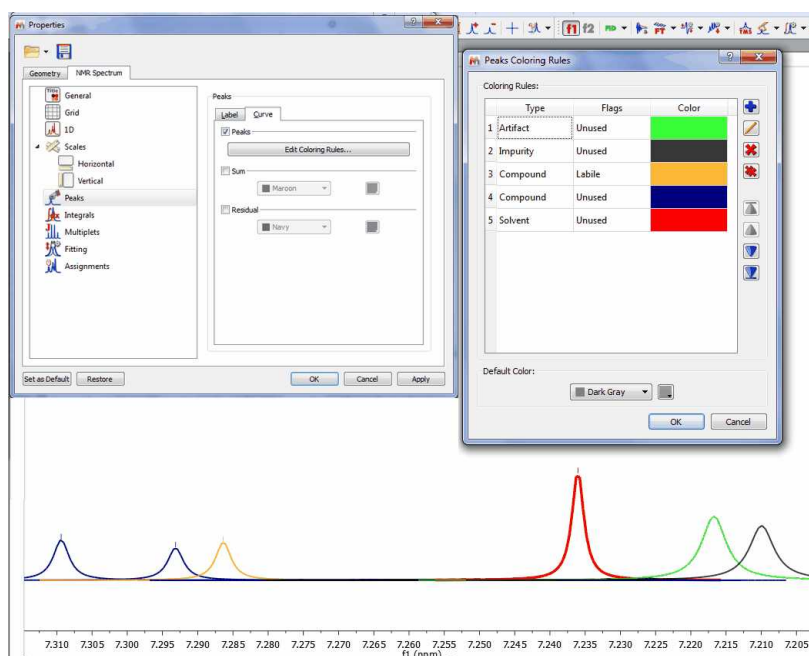 Properties
Geometry NMR Spectrum
General
Grid
1D
Scales
Horizontal
Vertical
Peaks
Integrals
Multiplets
Fitting
Assignments
Peaks
Label Curve
Peaks
Edit Coloring Rules...
Sum
Maroon
Residual
Navy
Set as Default Restore OK Cancel Apply
f1 f2
Peaks Coloring Rules
Coloring Rules:
Type Flags Color
1 Artifact Unused
2 Impurity Unused
3 Compound Labile
4 Compound Unused
5 Solvent Unused
Default Color:
Dark Gray
OK Cancel
7.310 7.305 7.300 7.295 7.290 7.285 7.280 7.275 7.270 7.265 7.260 7.255 7.250 7.245 7.240 7.235 7.230 7.225 7.220 7.215 7.210 7.205
f1 (ppm)